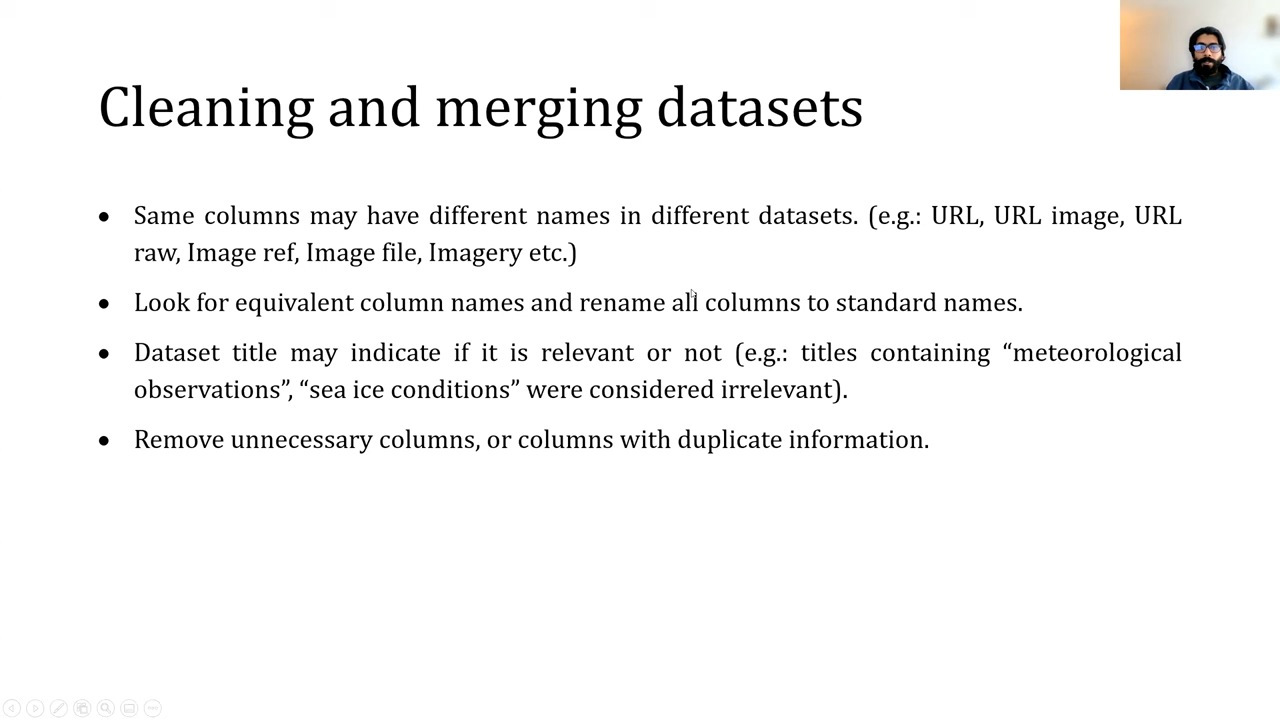 Cleaning and merging datasets
• Same columns may have different names in different datasets. (e.g.: URL, URL image, URL
raw, Image ref, Image file, Imagery etc.)
• Look for equivalent column names and rename all columns to standard names.
• Dataset title may indicate if it is relevant or not (e.g.: titles containing “meteorological
observations”, “sea ice conditions” were considered irrelevant).
• Remove unnecessary columns, or columns with duplicate information.